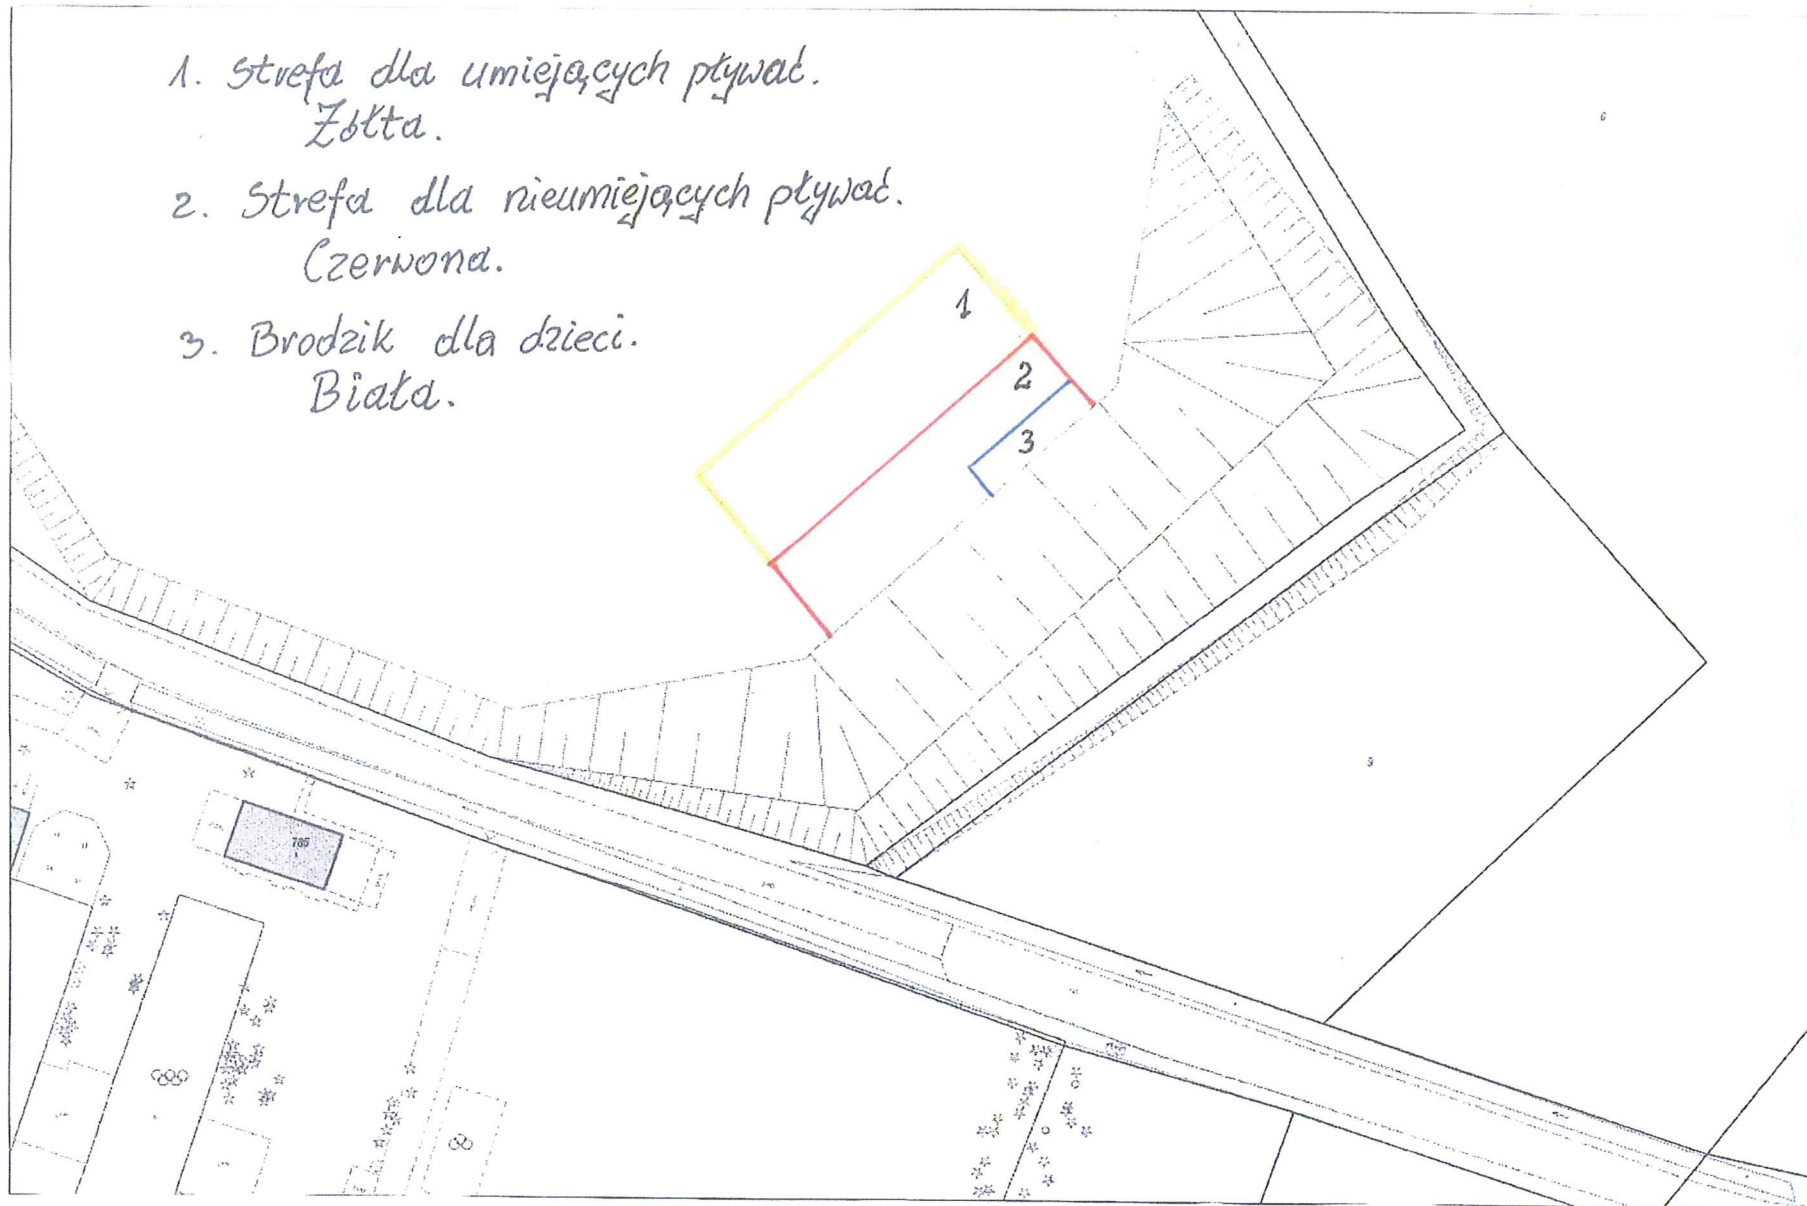 1. Strefa dla umiejących pływać.
Żółta.
2. Strefa dla nieumiejących pływać.
Czerwona.
3. Brodzik dla dzieci.
Biała.
1
2
3